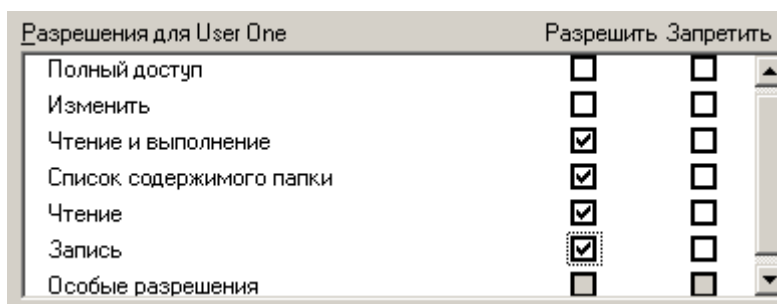 Разрешения для User One Разрешить Запретить
Полный доступ
Изменить
Чтение и выполнение
Список содержимого папки
Чтение
Запись
Особые разрешения